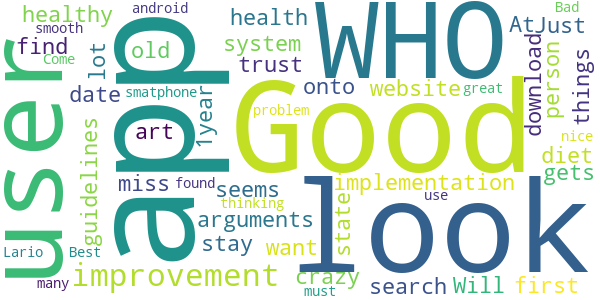 user
app
WHO
Good
look
improvement
android
healthy
smooth
find
Come
lot
old
date
smatphone
art
1year
guidelines
miss
found
Lario
Best
many
health
system
trust
onto
website
great
problem
seems
thinking
implementation
arguments
stay
want
state
use
crazy
must
search
Will
first
AtJust
Bad
download
person
things
diet
nice
gets